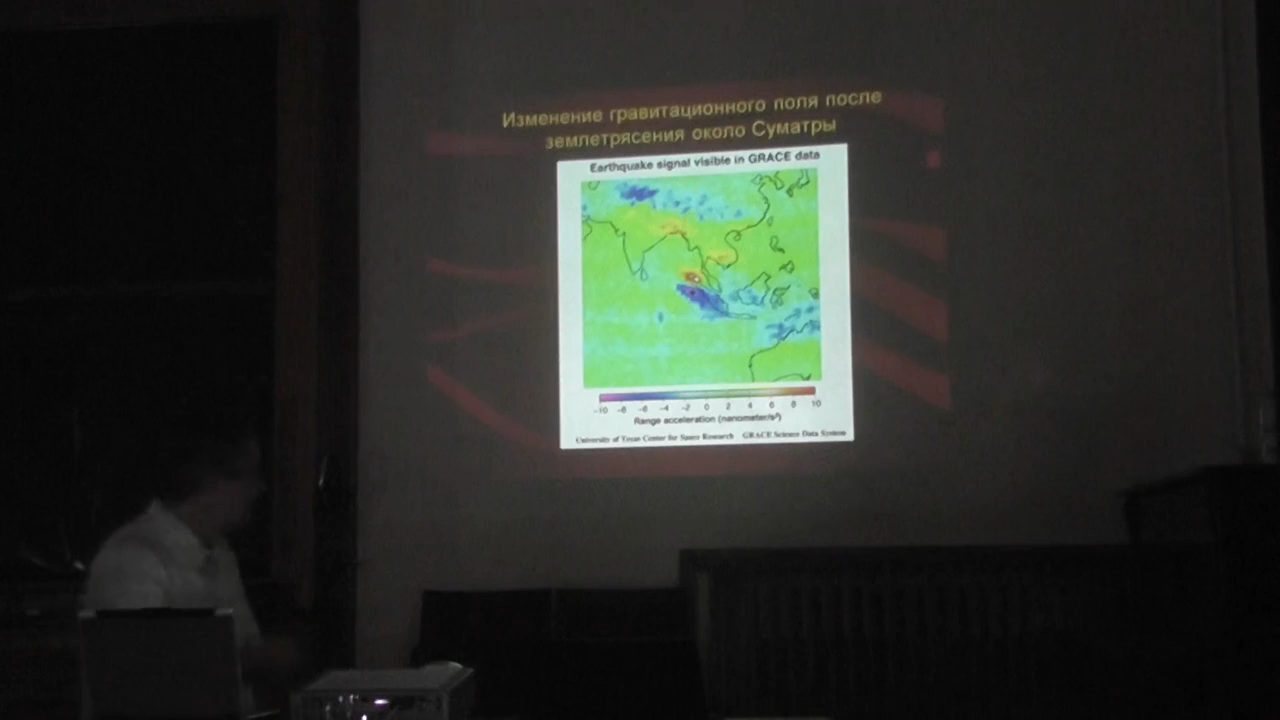 Изменение гравитационного поля после
землетрясения около Суматры
Earthquake signal visible in GRACE data
-10 -8 -6 -4 -2 0 2 4 6 8 10
Range acceleration (nanometer/s²)
University of Texas Center for Space Research GRACE Science Data System